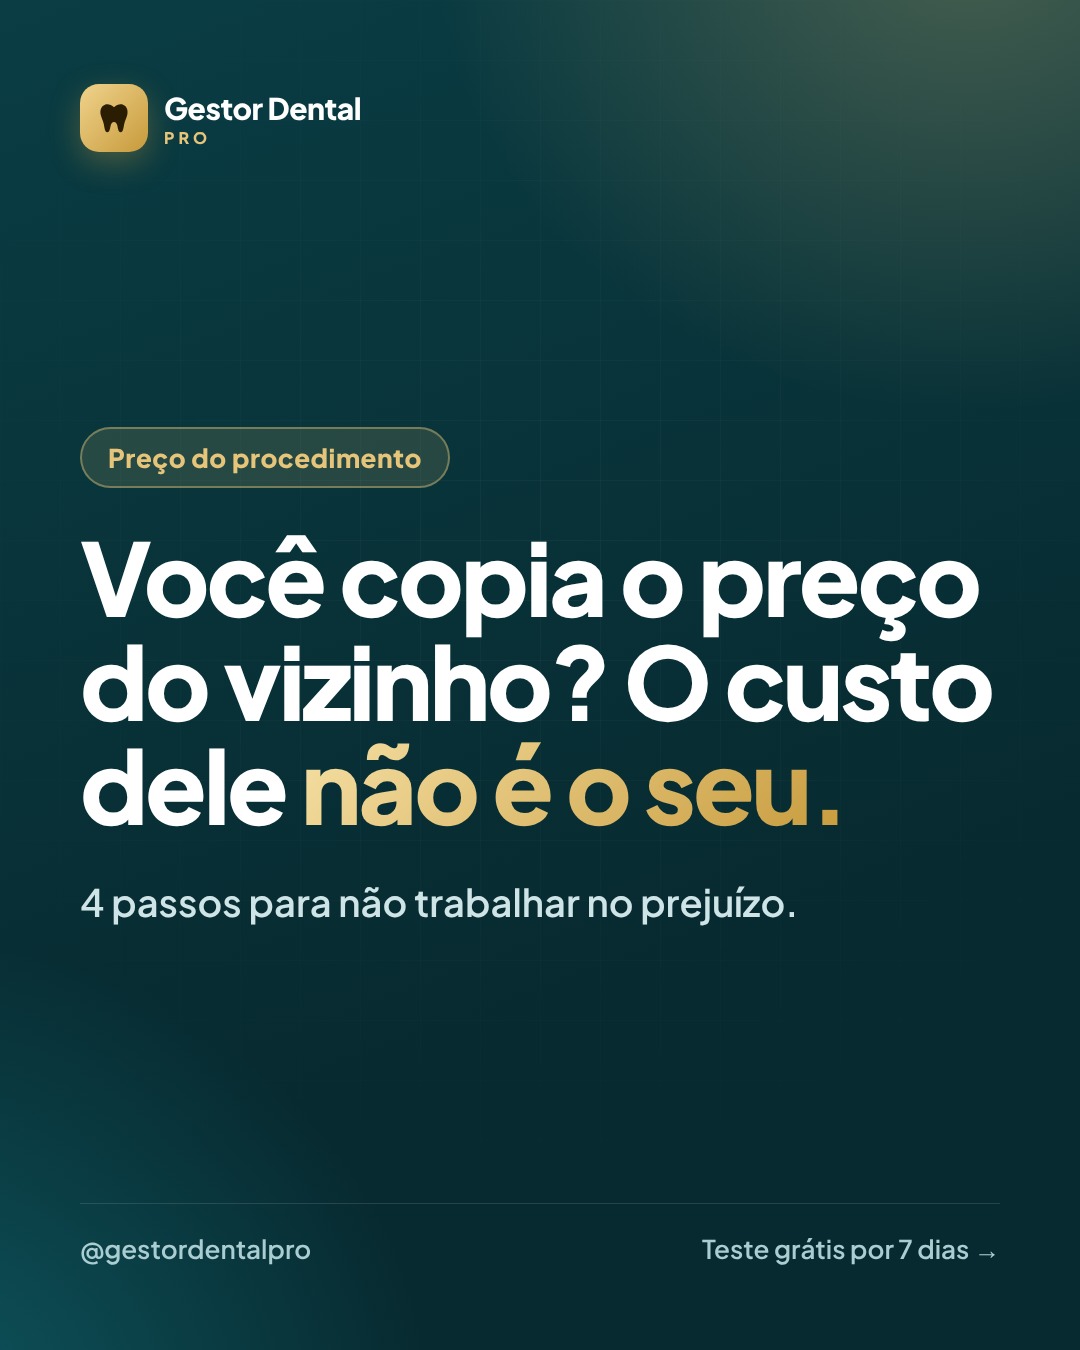 Gestor Dental
PRO
Preço do procedimento
Você copia o preço
do vizinho? O custo
dele não é o seu.
4 passos para não trabalhar no prejuízo.
@gestordentalpro
Teste grátis por 7 dias →